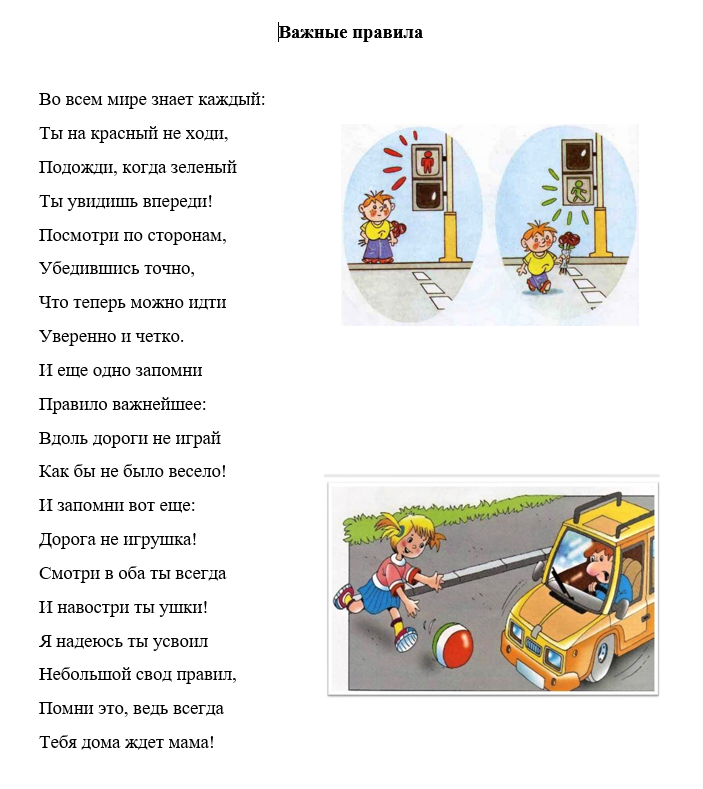 Важные правила
Во всем мире знает каждый:
Ты на красный не ходи,
Подожди, когда зеленый
Ты увидишь впереди!
Посмотри по сторонам,
Убедившись точно,
Что теперь можно идти
Уверенно и четко.
И еще одно запомни
Правило важнейшее:
Вдоль дороги не играй
Как бы не было весело!
И запомни вот еще:
Дорога не игрушка!
Смотри в оба ты всегда
И навостри ты ушки!
Я надеюсь ты усвоил
Небольшой свод правил,
Помни это, ведь всегда
Тебя дома ждет мама!